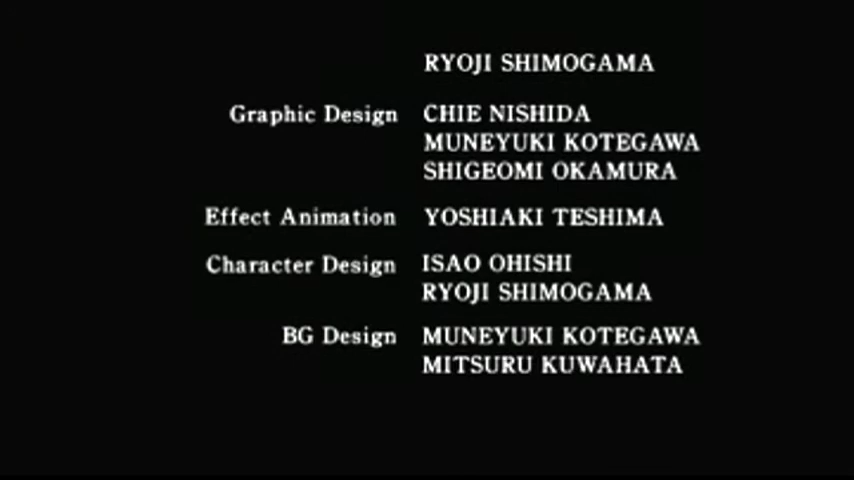 RYOJI SHIMOGAMA
Graphic Design CHIE NISHIDA
MUNEYUKI KOTEGAWA
SHIGEOMI OKAMURA
Effect Animation YOSHIAKI TESHIMA
Character Design ISAO OHISHI
RYOJI SHIMOGAMA
BG Design MUNEYUKI KOTEGAWA
MITSURU KUWAHATA